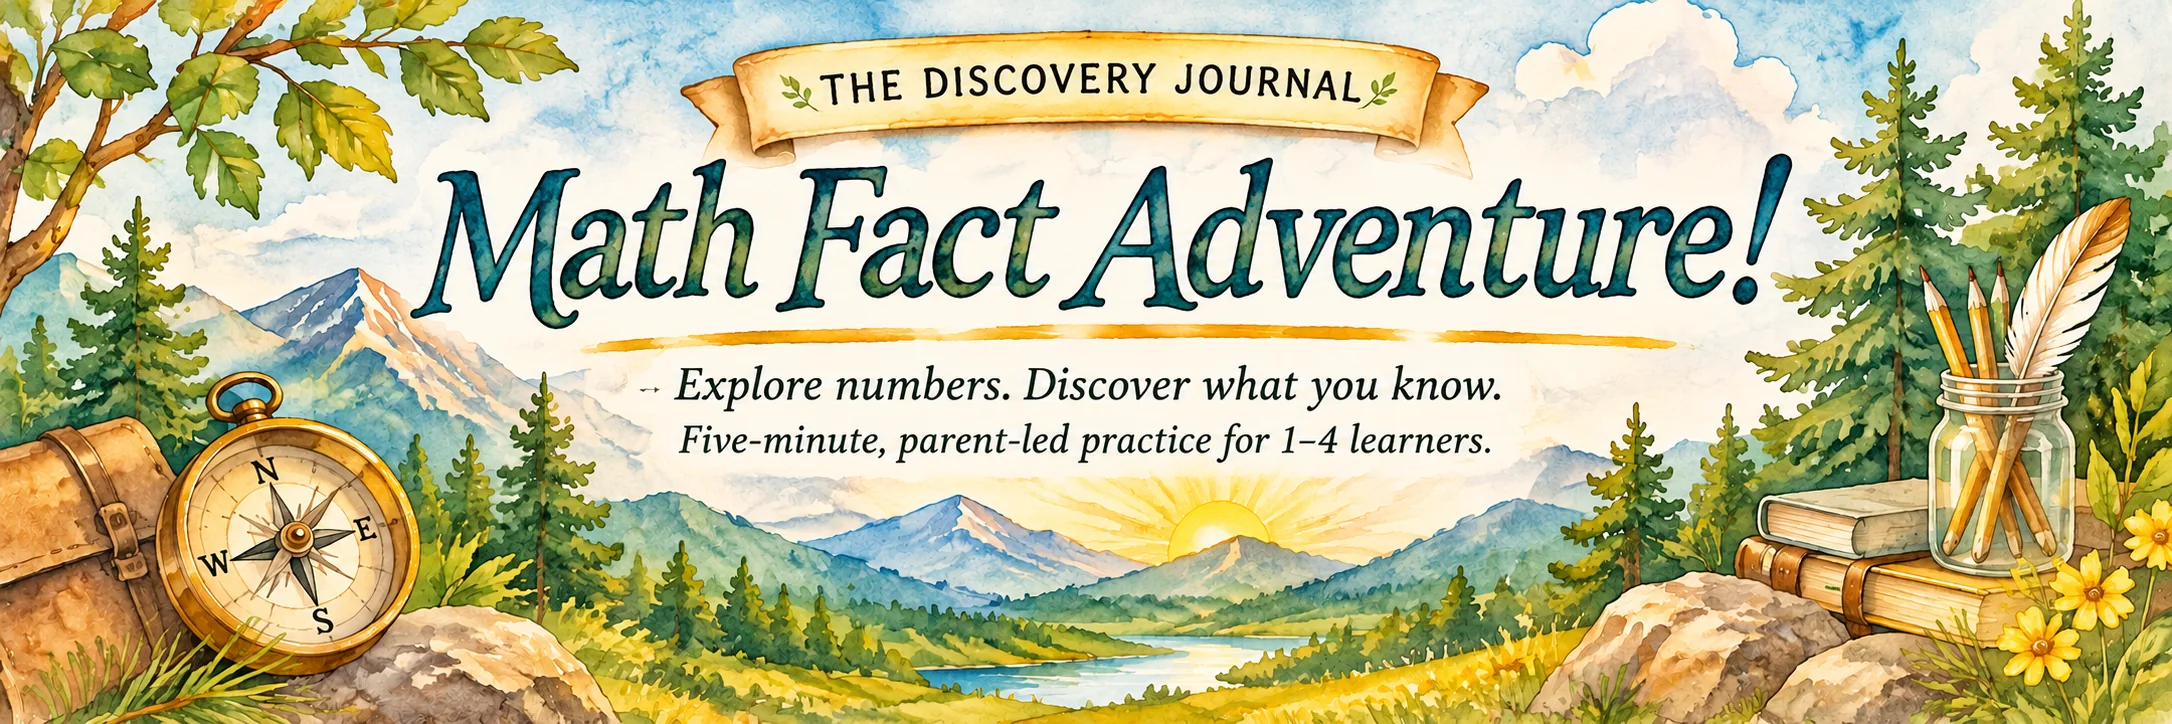 THE DISCOVERY JOURNAL
Math Fact Adventure!
Explore numbers. Discover what you know.
Five-minute, parent-led practice for 1–4 learners.
N
E
W
S